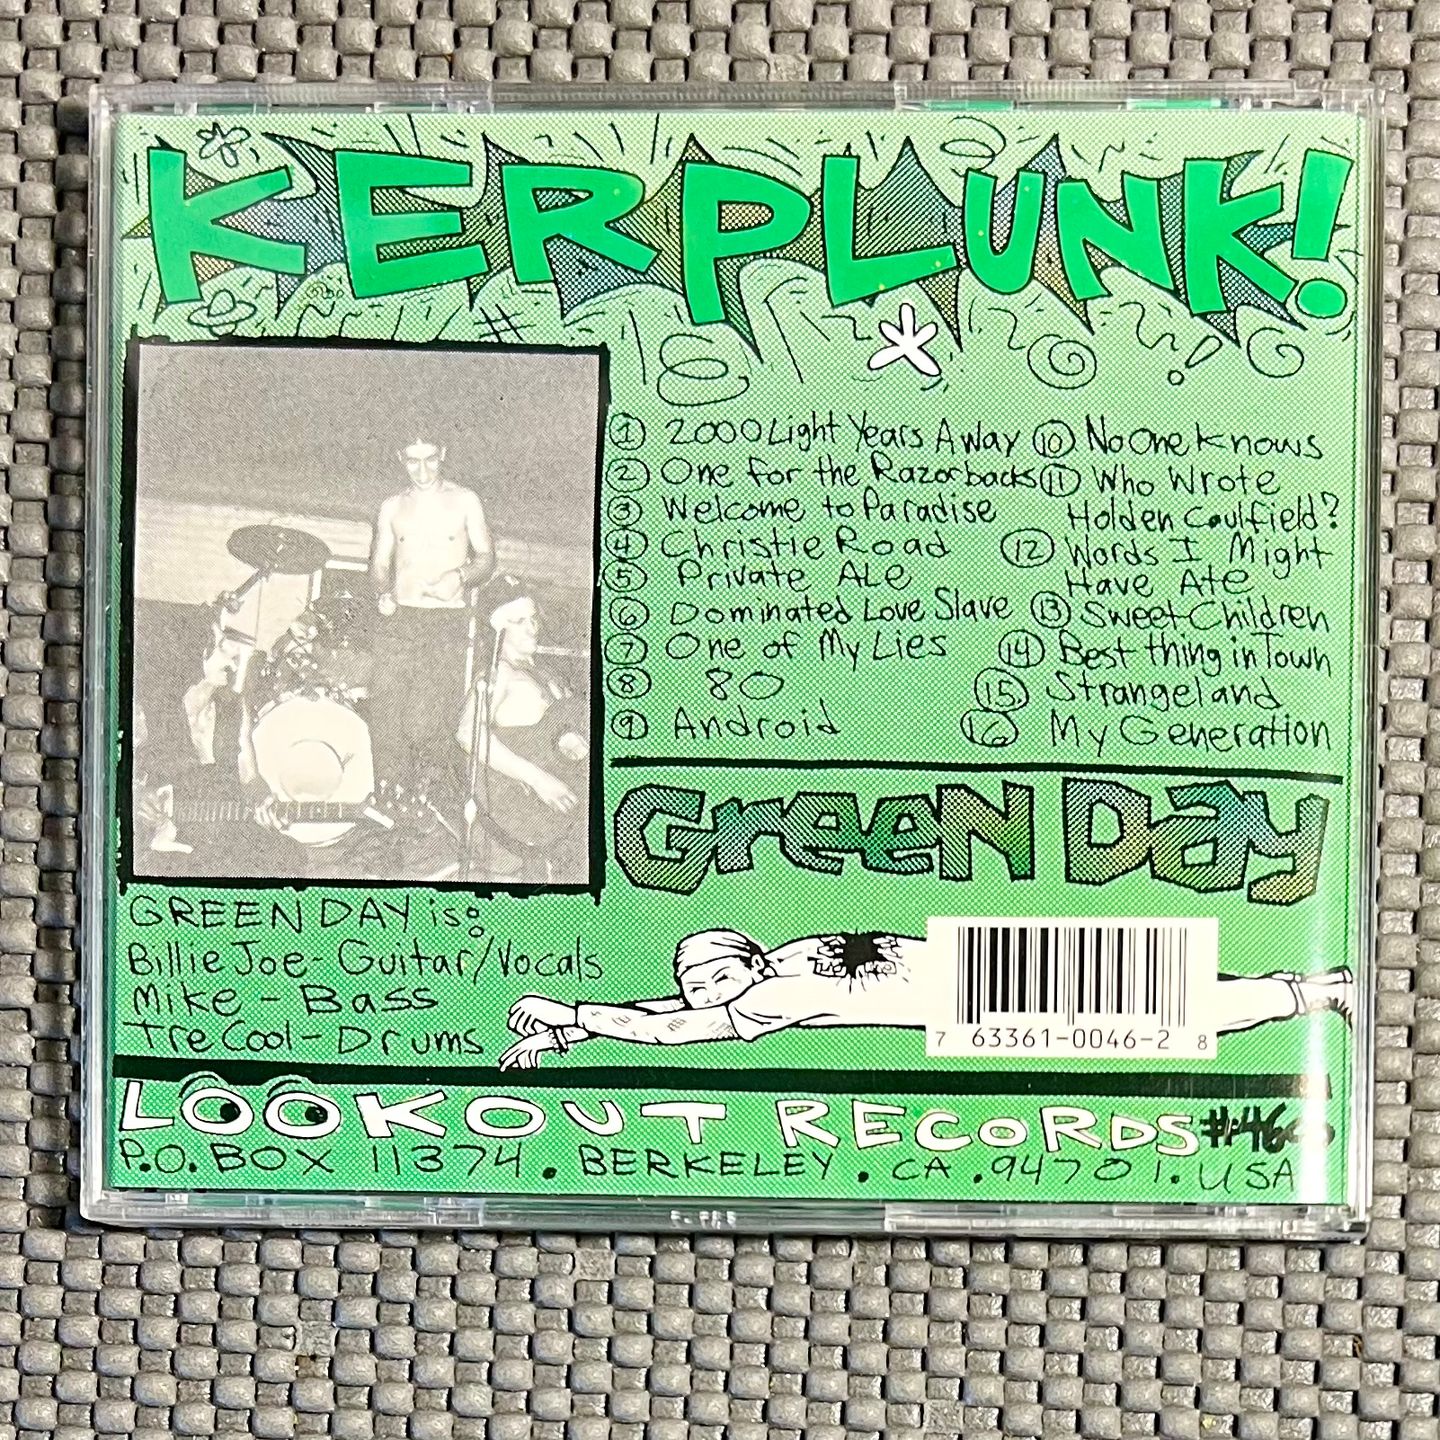 KERPLUNK!
① 2000 Light Years Away
② One for the Razorbacks
③ Welcome to Paradise
④ Christie Road
⑤ Private Ale
⑥ Dominated Love Slave
⑦ One of My Lies
⑧ 80
⑨ Android
⑩ No One Knows
⑪ Who Wrote
Holden Caulfield?
⑫ Words I Might
Have Ate
⑬ Sweet Children
⑭ Best thing in Town
⑮ Strangeland
⑯ My Generation
GreeN Day
GREEN DAY is:
Billie Joe - Guitar/Vocals
Mike - Bass
Tre Cool - Drums
7 63361-0046-2 8
LOOKOUT RECORDS
P.O. BOX 11374. BERKELEY. CA. 94701. USA